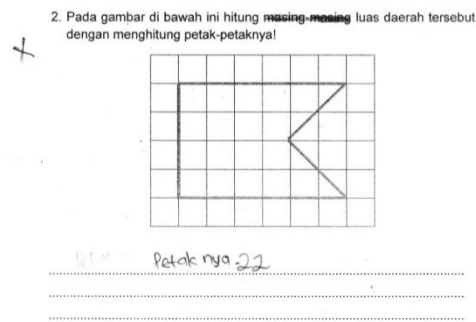 2. Pada gambar di bawah ini hitung masing-masing luas daerah tersebut
dengan menghitung petak-petaknya!
Petak nya 22